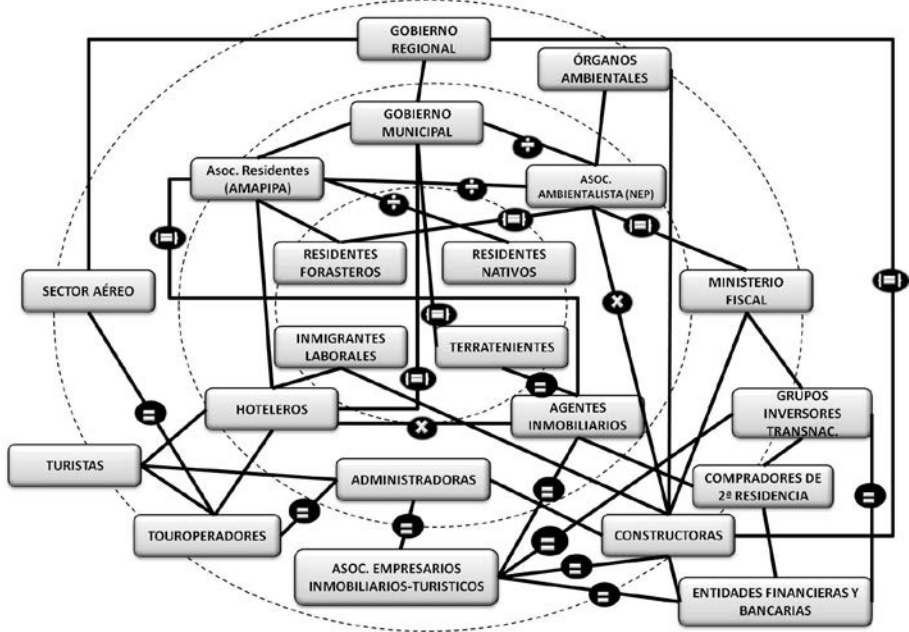 GOBIERNO
REGIONAL
ÓRGANOS
AMBIENTALES
GOBIERNO
MUNICIPAL
÷
Asoc. Residentes
(AMAPIPA)
÷
÷
ASOC.
AMBIENTALISTA (NEP)
[=]
[=]
[=]
[=]
RESIDENTES
FORASTEROS
RESIDENTES
NATIVOS
SECTOR AÉREO
MINISTERIO
FISCAL
×
[=]
INMIGRANTES
LABORALES
TERRATENIENTES
[=]
=
=
HOTELEROS
AGENTES
INMOBILIARIOS
GRUPOS
INVERSORES
TRANSNAC.
×
TURISTAS
ADMINISTRADORAS
=
COMPRADORES DE
2ª RESIDENCIA
=
=
=
TOUROPERADORES
=
CONSTRUCTORAS
ASOC. EMPRESARIOS
INMOBILIARIOS-TURISTICOS
=
=
ENTIDADES FINANCIERAS Y
BANCARIAS